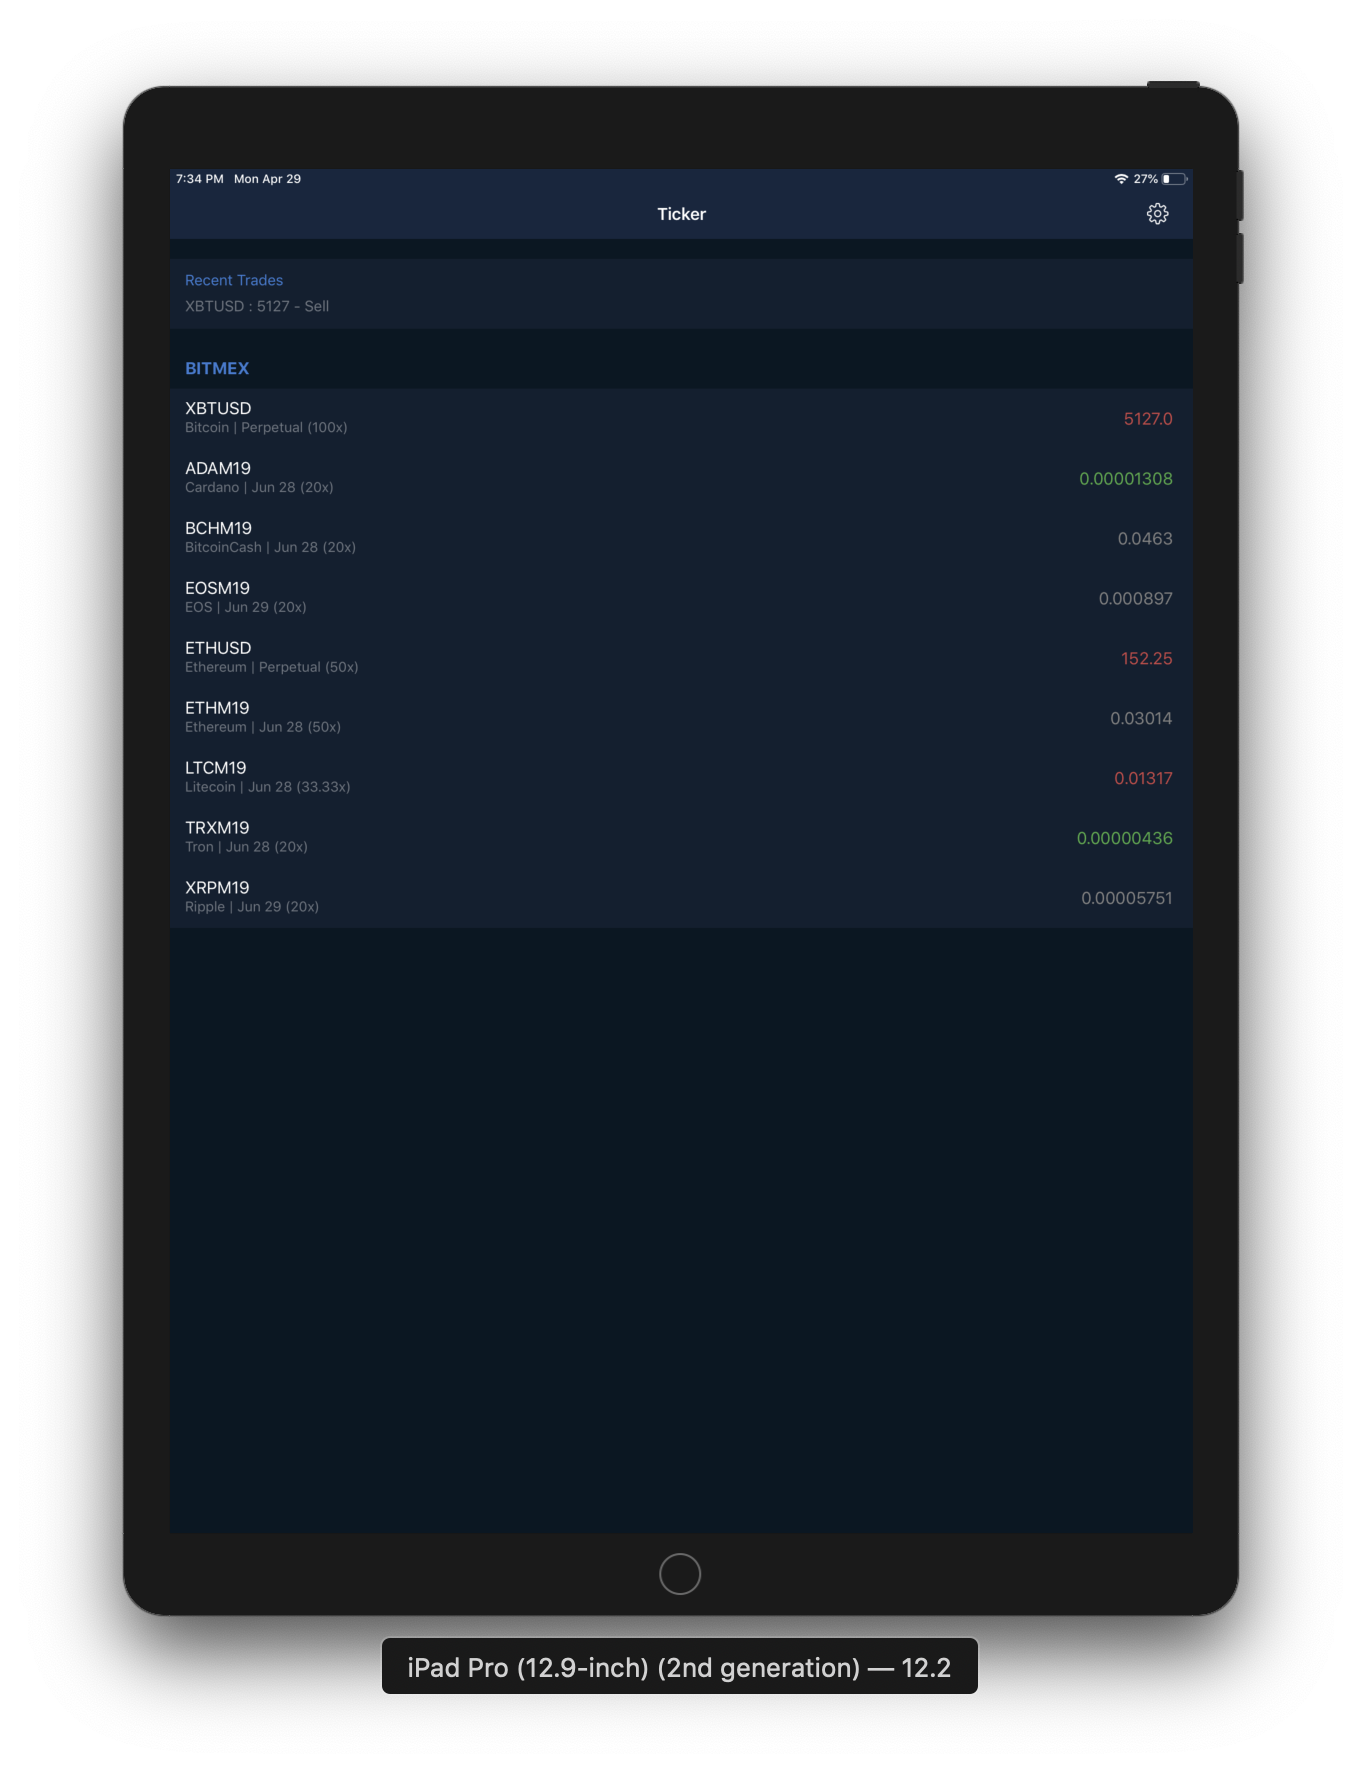 7:34 PM Mon Apr 29 27%
Ticker
Recent Trades
XBTUSD : 5127 - Sell
BITMEX
XBTUSD
Bitcoin | Perpetual (100x)
5127.0
ADAM19
Cardano | Jun 28 (20x)
0.00001308
BCHM19
BitcoinCash | Jun 28 (20x)
0.0463
EOSM19
EOS | Jun 29 (20x)
0.000897
ETHUSD
Ethereum | Perpetual (50x)
152.25
ETHM19
Ethereum | Jun 28 (50x)
0.03014
LTCM19
Litecoin | Jun 28 (33.33x)
0.01317
TRXM19
Tron | Jun 28 (20x)
0.00000436
XRPM19
Ripple | Jun 29 (20x)
0.00005751
iPad Pro (12.9-inch) (2nd generation) — 12.2